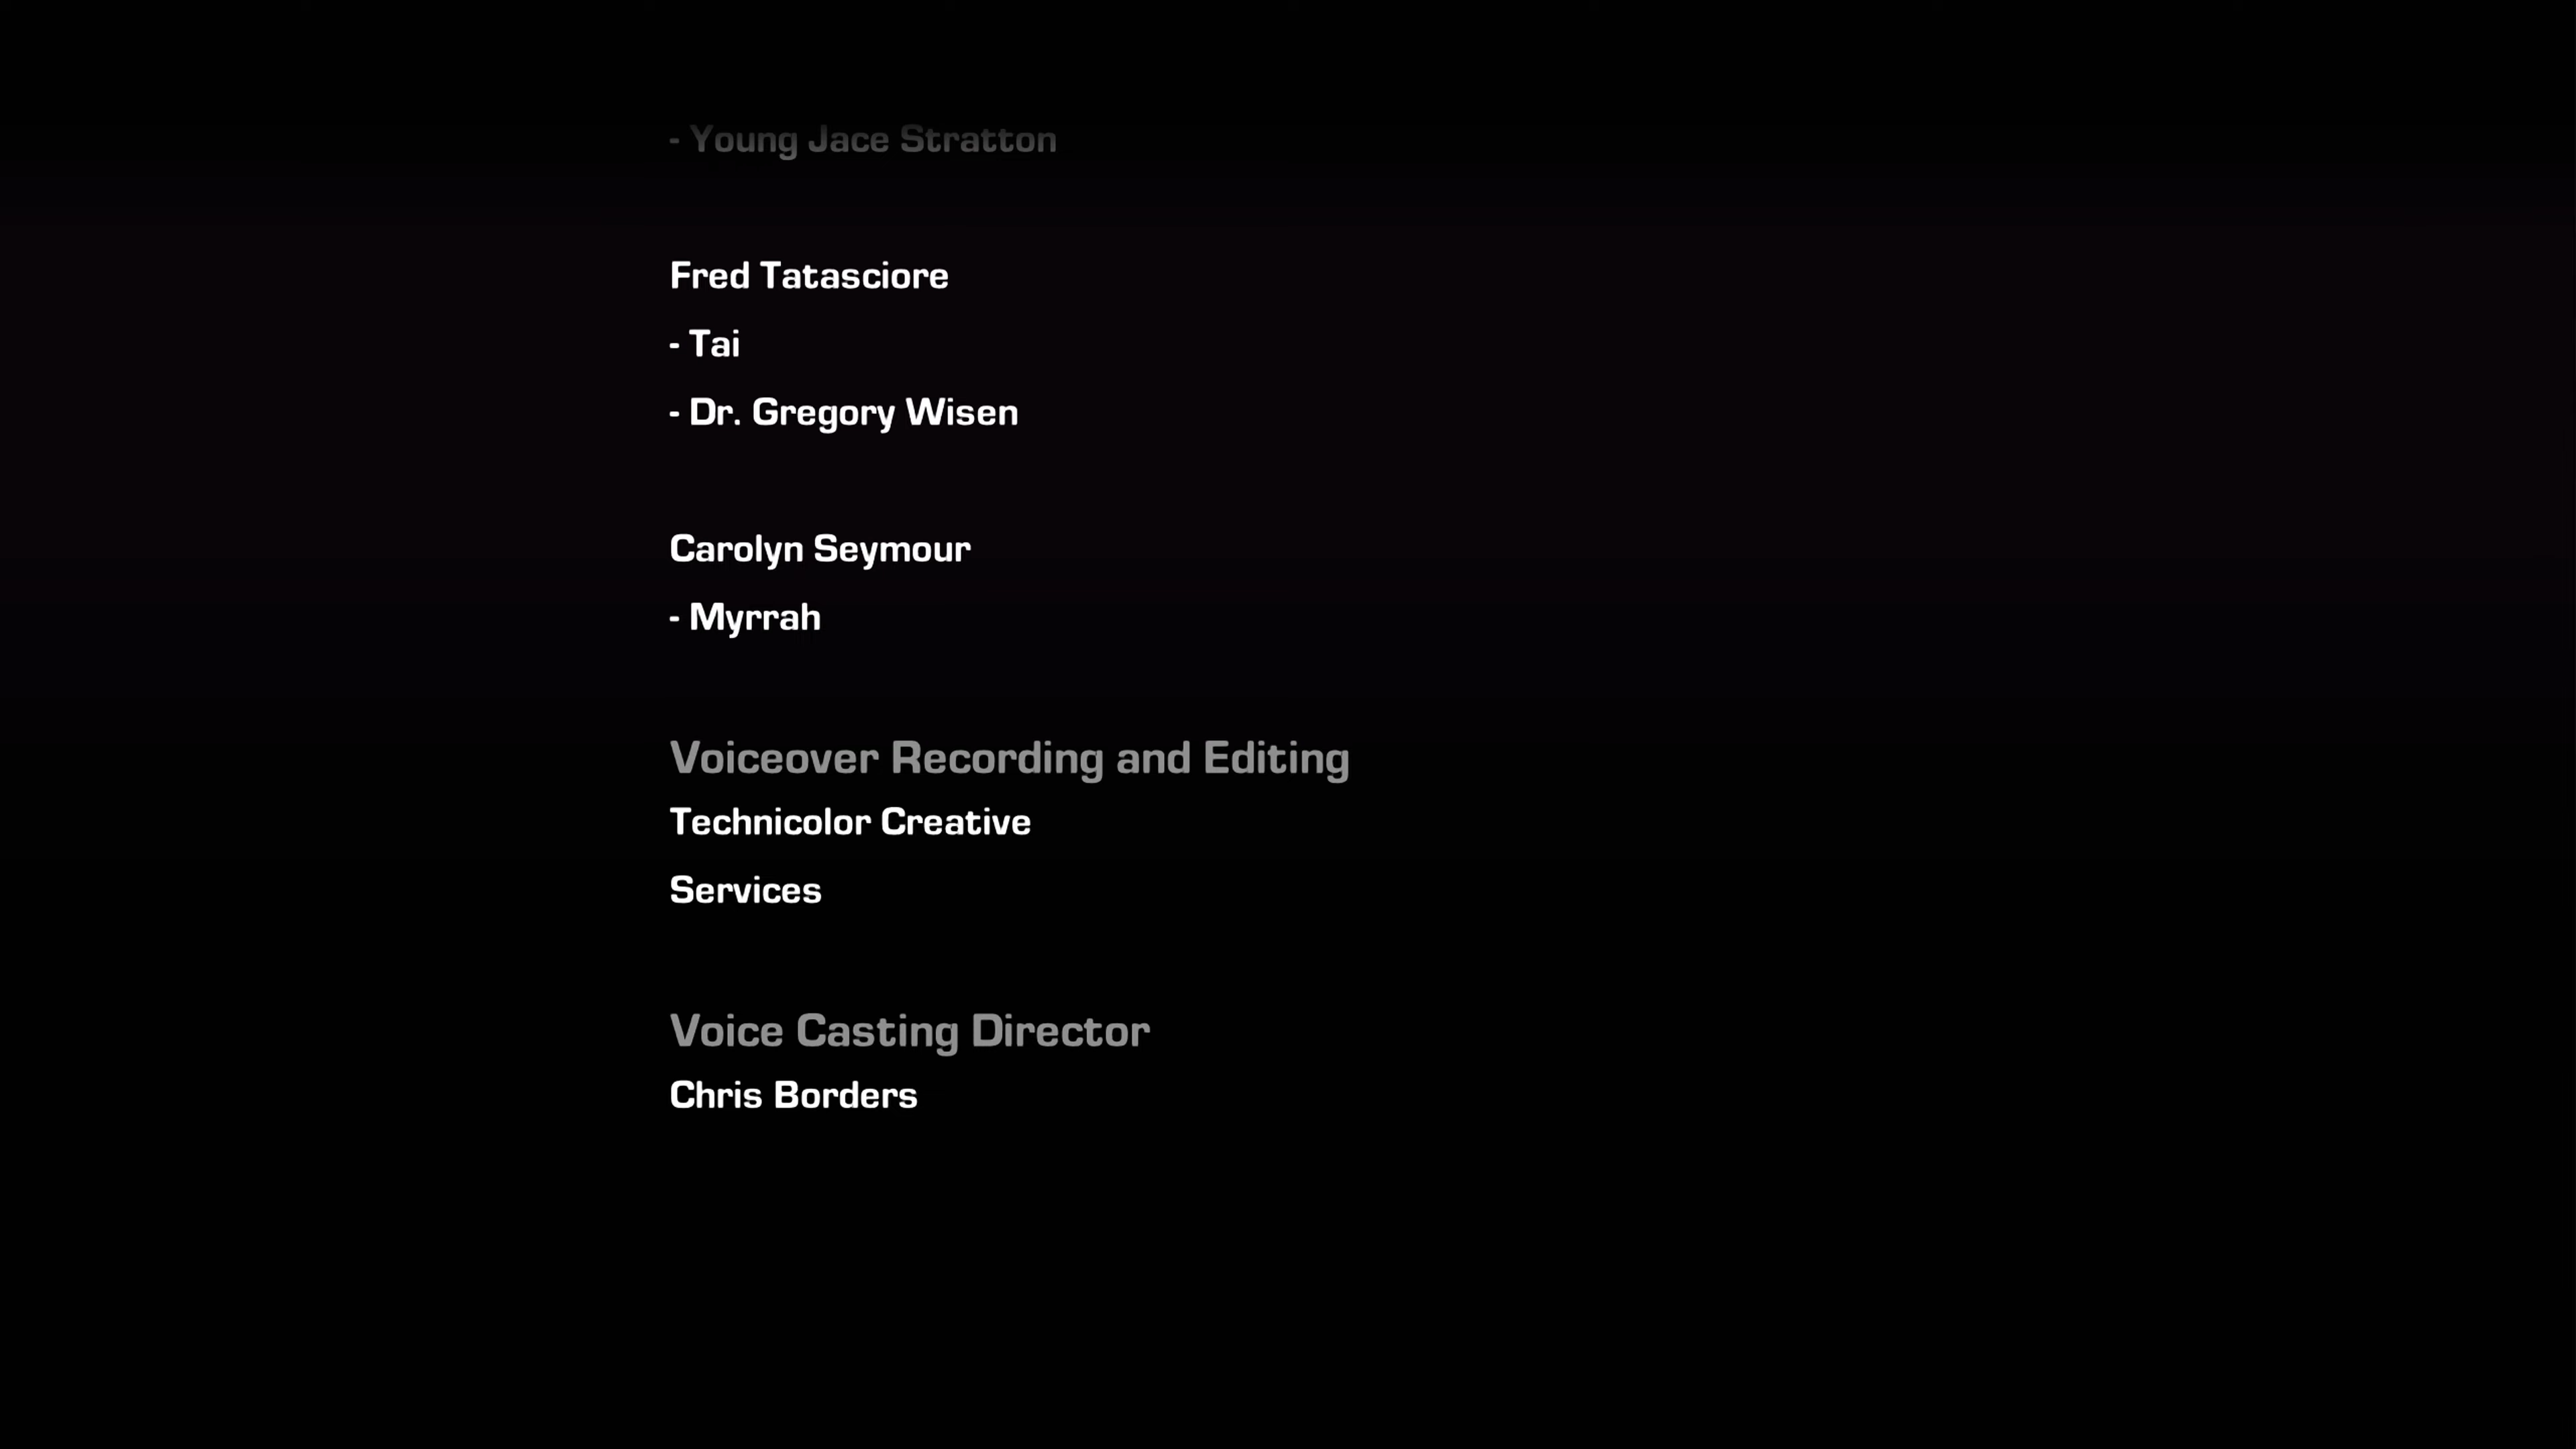 - Young Jace Stratton
Fred Tatasciore
- Tai
- Dr. Gregory Wisen
Carolyn Seymour
- Myrrah
Voiceover Recording and Editing
Technicolor Creative
Services
Voice Casting Director
Chris Borders